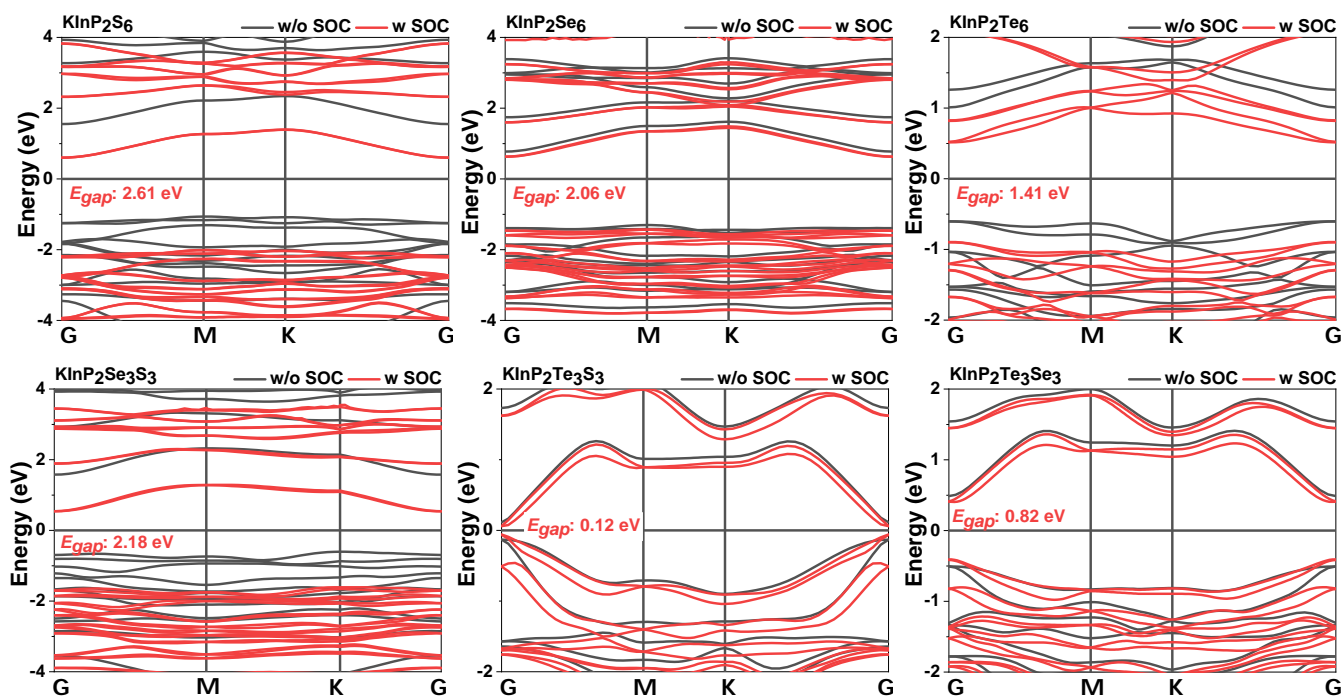 KInP2S6 w/o SOC w SOC
Energy (eV)
4
2
0
-2
-4
Egap: 2.61 eV
G M K G
KInP2Se6 w/o SOC w SOC
Energy (eV)
4
2
0
-2
-4
Egap: 2.06 eV
G M K G
KInP2Te6 w/o SOC w SOC
Energy (eV)
2
1
0
-1
-2
Egap: 1.41 eV
G M K G
KInP2Se3S3 w/o SOC w SOC
Energy (eV)
4
2
0
-2
-4
Egap: 2.18 eV
G M K G
KInP2Te3S3 w/o SOC w SOC
Energy (eV)
2
0
-2
Egap: 0.12 eV
G M K G
KInP2Te3Se3 w/o SOC w SOC
Energy (eV)
2
1
0
-1
-2
Egap: 0.82 eV
G M K G